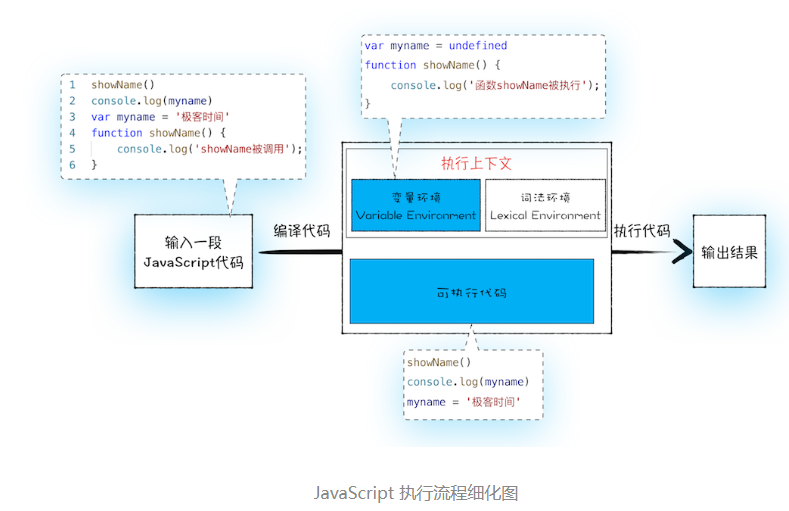 var myname = undefined
function showName() {
console.log('函数showName被执行');
}
1 showName()
2 console.log(myname)
3 var myname = '极客时间'
4 function showName() {
5 console.log('showName被调用');
6 }
执行上下文
变量环境
Variable Environment
词法环境
Lexical Environment
输入一段
JavaScript代码
编译代码
执行代码
输出结果
可执行代码
showName()
console.log(myname)
myname = '极客时间'
JavaScript 执行流程细化图